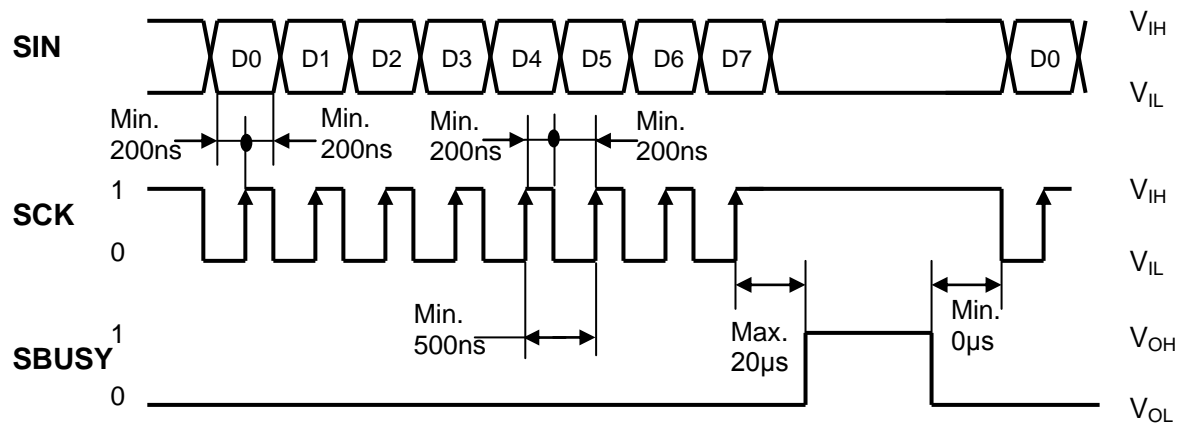 SIN
D0 D1 D2 D3 D4 D5 D6 D7 D0
V_IH
V_IL
Min.
200ns
Min.
200ns
Min.
200ns
Min.
200ns
SCK
1
0
V_IH
V_IL
Min.
500ns
Max.
20µs
Min.
0µs
SBUSY
1
0
V_OH
V_OL